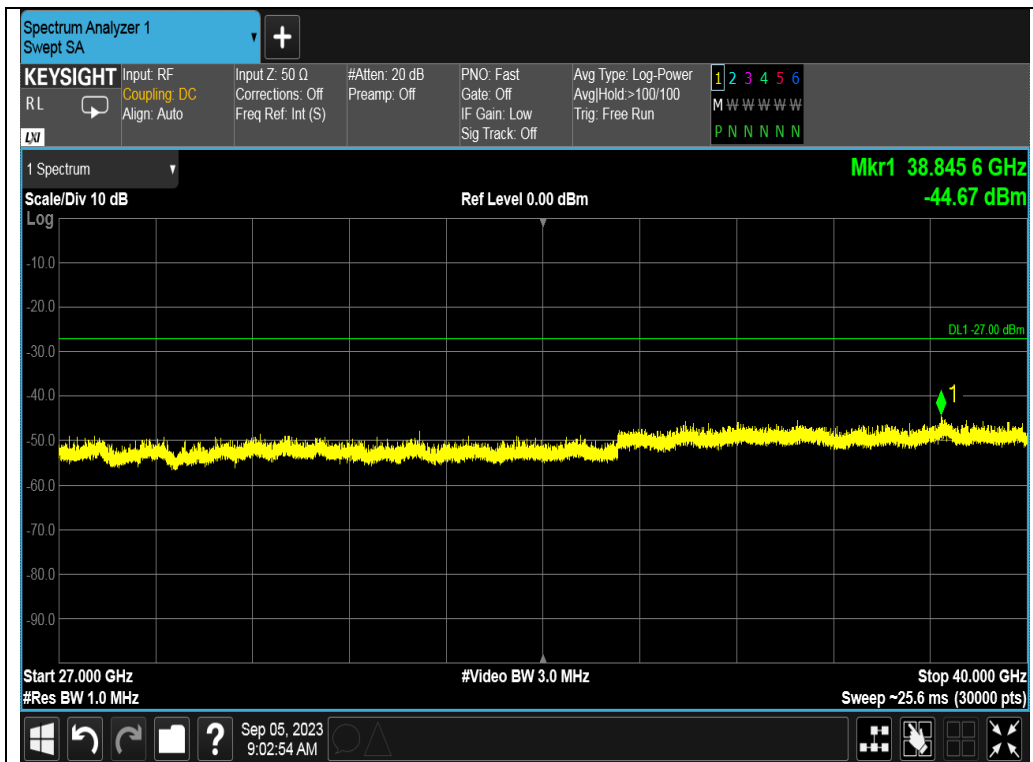 Spectrum Analyzer 1
Swept SA
KEYSIGHT
RL
LXI
Input: RF
Coupling: DC
Align: Auto
Input Z: 50 Ω
Corrections: Off
Freq Ref: Int (S)
#Atten: 20 dB
Preamp: Off
PNO: Fast
Gate: Off
IF Gain: Low
Sig Track: Off
Avg Type: Log-Power
Avg|Hold:>100/100
Trig: Free Run
1 2 3 4 5 6
M W W W W W
P N N N N N
1 Spectrum
Mkr1 38.845 6 GHz
-44.67 dBm
Scale/Div 10 dB
Ref Level 0.00 dBm
Log
-10.0
-20.0
DL1 -27.00 dBm
-30.0
-40.0
1
-50.0
-60.0
-70.0
-80.0
-90.0
Start 27.000 GHz
#Video BW 3.0 MHz
Stop 40.000 GHz
#Res BW 1.0 MHz
Sweep ~25.6 ms (30000 pts)
?
Sep 05, 2023
9:02:54 AM